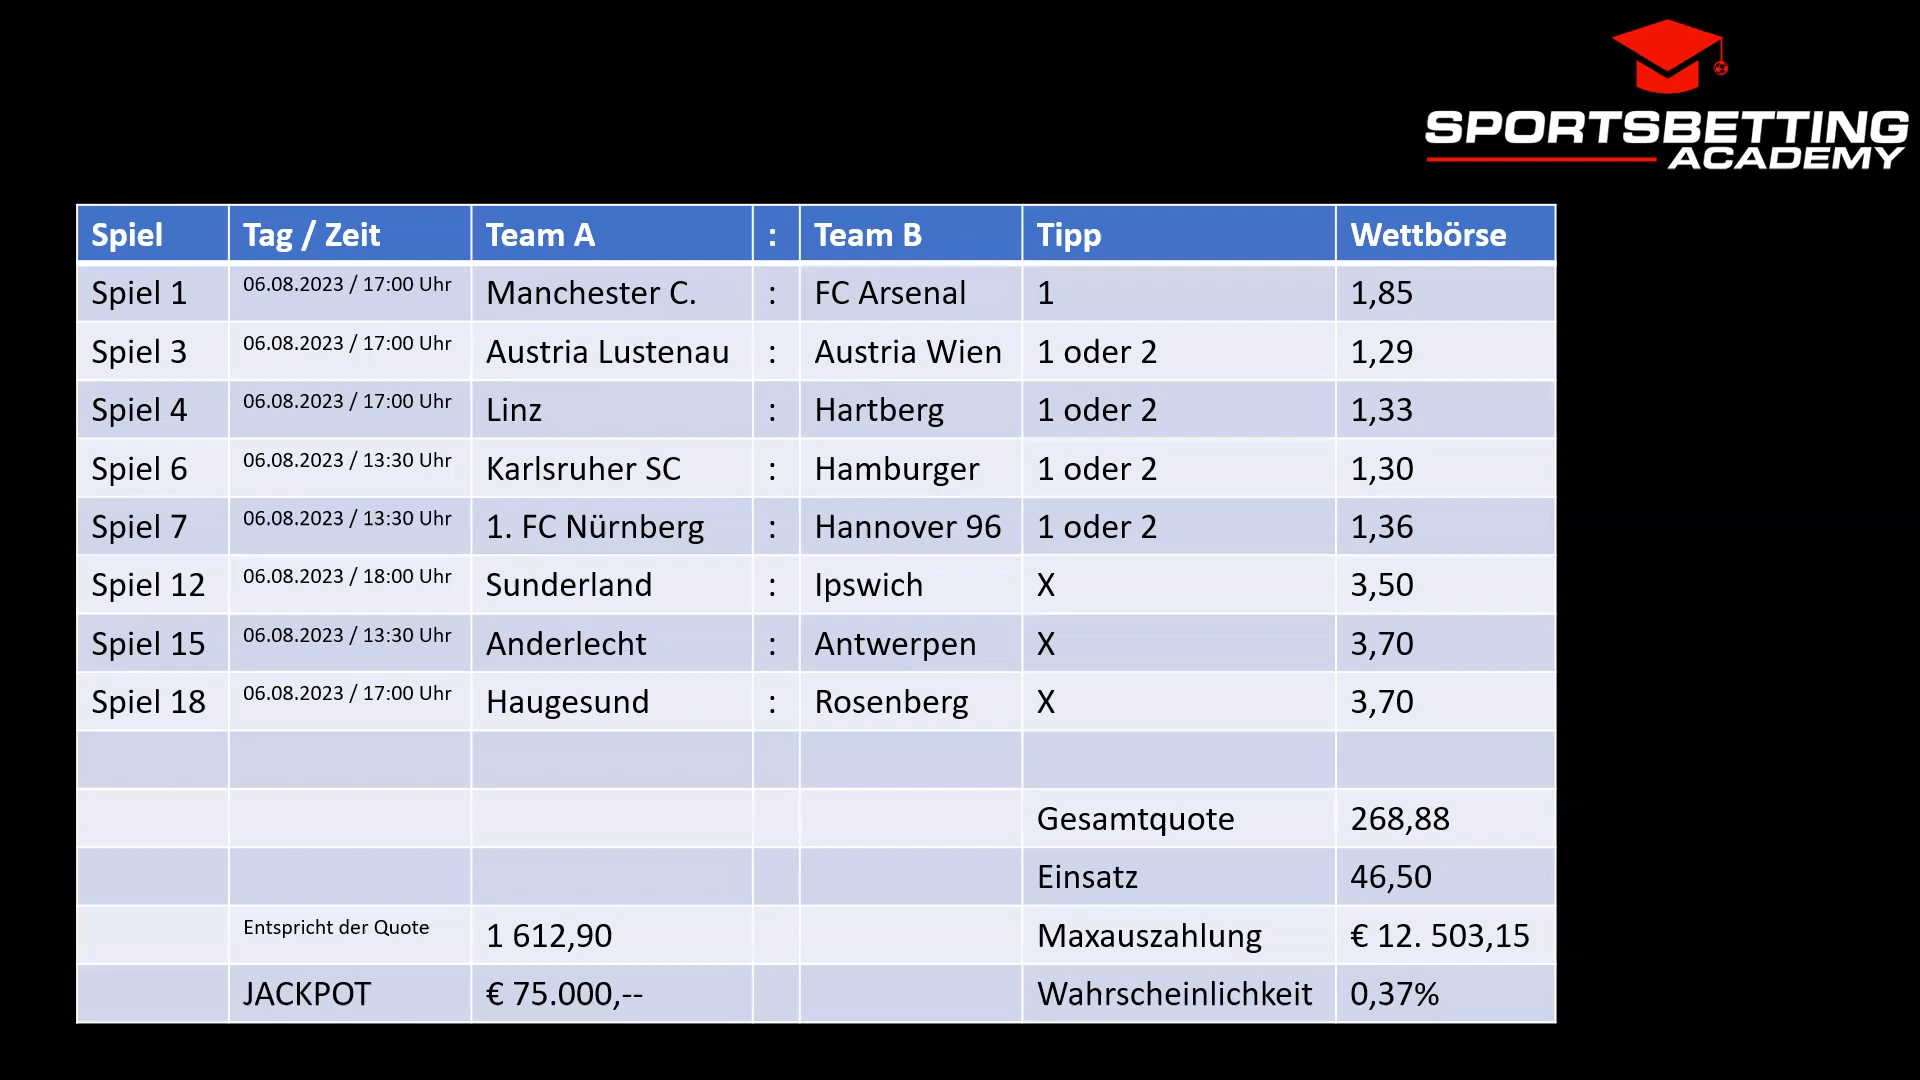 SPORTSBETTING
ACADEMY
Spiel Tag / Zeit Team A : Team B Tipp Wettbörse
Spiel 1 06.08.2023 / 17:00 Uhr Manchester C. : FC Arsenal 1 1,85
Spiel 3 06.08.2023 / 17:00 Uhr Austria Lustenau : Austria Wien 1 oder 2 1,29
Spiel 4 06.08.2023 / 17:00 Uhr Linz : Hartberg 1 oder 2 1,33
Spiel 6 06.08.2023 / 13:30 Uhr Karlsruher SC : Hamburger 1 oder 2 1,30
Spiel 7 06.08.2023 / 13:30 Uhr 1. FC Nürnberg : Hannover 96 1 oder 2 1,36
Spiel 12 06.08.2023 / 18:00 Uhr Sunderland : Ipswich X 3,50
Spiel 15 06.08.2023 / 13:30 Uhr Anderlecht : Antwerpen X 3,70
Spiel 18 06.08.2023 / 17:00 Uhr Haugesund : Rosenberg X 3,70
Gesamtquote 268,88
Einsatz 46,50
Entspricht der Quote 1 612,90 Maxauszahlung € 12. 503,15
JACKPOT € 75.000,-- Wahrscheinlichkeit 0,37%